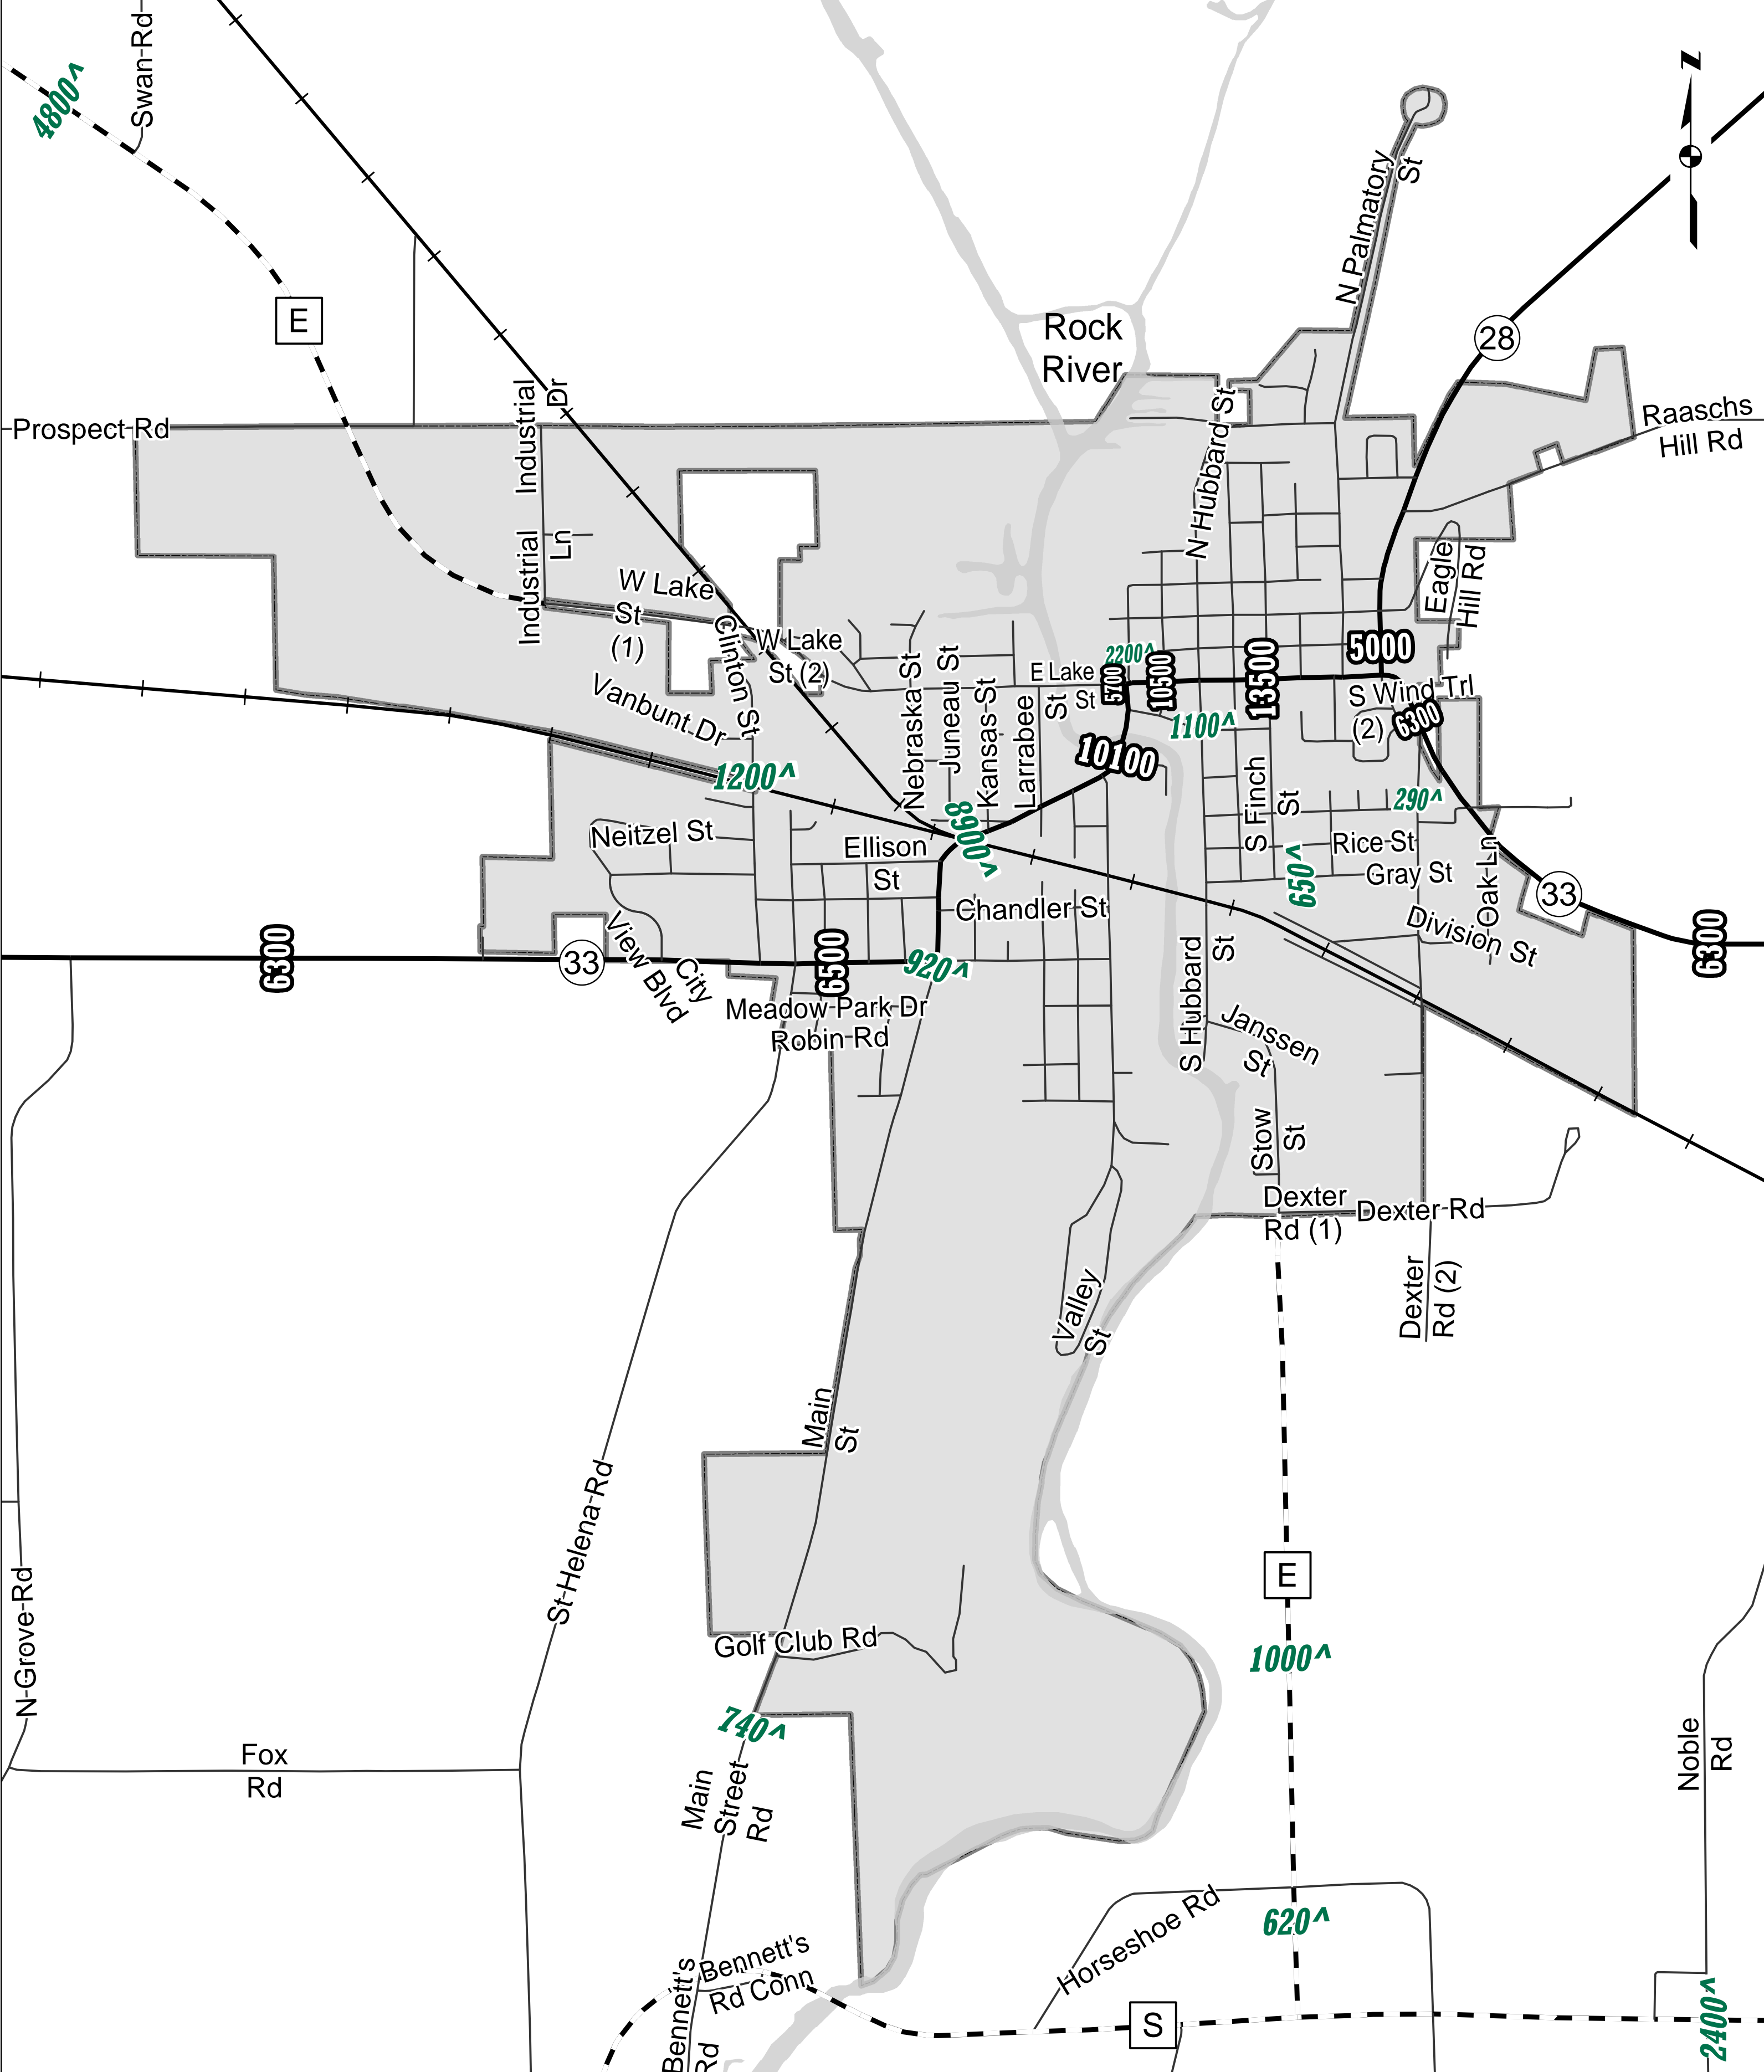 Swan Rd
4800^
N
E
28
Rock
River
N Palmatory
St
Prospect Rd
Industrial
Dr
Raaschs
Hill Rd
N Hubbard St
Industrial
Ln
Eagle
Hill Rd
W Lake
St
(1)
Clinton St
W Lake
St (2)
Vanbunt Dr
Nebraska St
Juneau St
Kansas St
Larrabee
St
E Lake
St
2200^
5700
10500
13500
5000
S Wind Trl
(2)
6300
1100^
10100
1200^
8900^
S Finch
St
290^
Neitzel St
Ellison
St
Rice St
Gray St
650^
Oak Ln
33
Chandler St
Division St
6300
33
6500
920^
6300
View Blvd
City
Meadow Park Dr
Robin Rd
S Hubbard
St
Janssen
St
Stow
St
Dexter
Rd (1)
Dexter Rd
Dexter
Rd (2)
Valley
St
Main
St
St Helena Rd
N Grove Rd
E
Golf Club Rd
1000^
740^
Fox
Rd
Main
Street
Rd
Noble
Rd
Horseshoe Rd
620^
Bennett's
Rd Conn
Bennett's
Rd
S
2400^